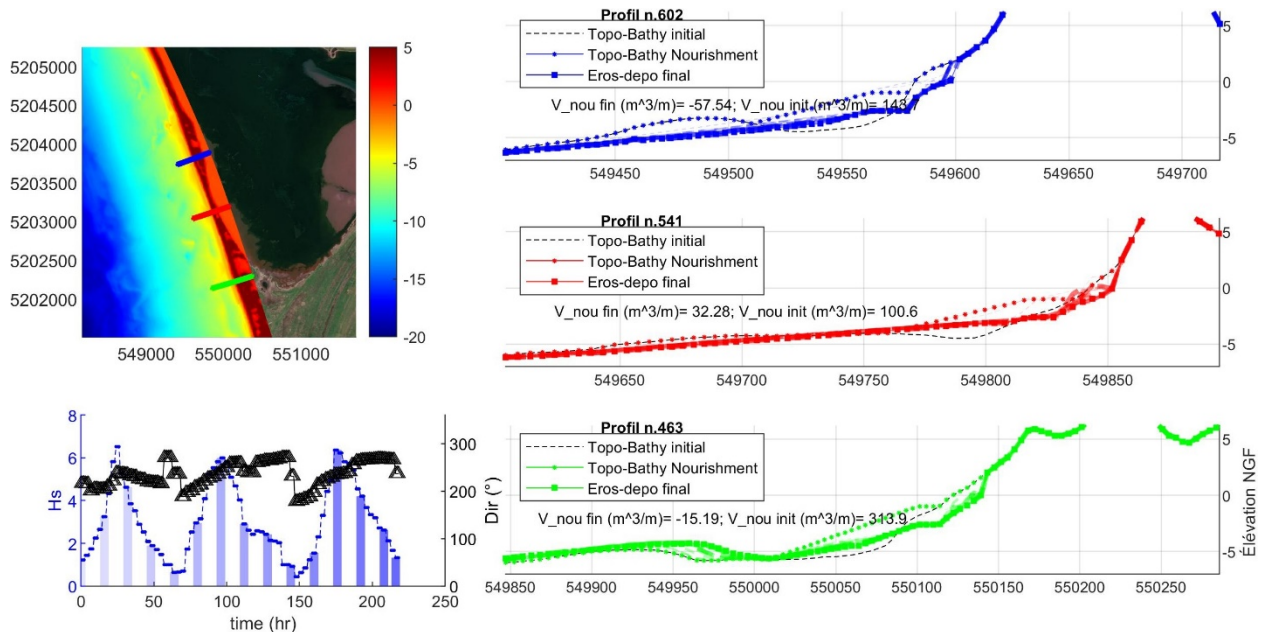 5205000
5204500
5204000
5203500
5203000
5202500
5202000
549000 550000 551000
5
0
-5
-10
-15
-20
Profil n.602
Topo-Bathy initial
Topo-Bathy Nourishment
Eros-depo final
V_nou fin (m^3/m)= -57.54; V_nou init (m^3/m)= 148.7
5
0
-5
549450 549500 549550 549600 549650 549700
Profil n.541
Topo-Bathy initial
Topo-Bathy Nourishment
Eros-depo final
V_nou fin (m^3/m)= 32.28; V_nou init (m^3/m)= 100.6
5
0
-5
549650 549700 549750 549800 549850
8
6
4
2
0
Hs
0 50 100 150 200 250
time (hr)
300
200
100
0
Dir (°)
Profil n.463
Topo-Bathy initial
Topo-Bathy Nourishment
Eros-depo final
V_nou fin (m^3/m)= -15.19; V_nou init (m^3/m)= 313.9
5
0
-5
Élévation NGF
549850 549900 549950 550000 550050 550100 550150 550200 550250